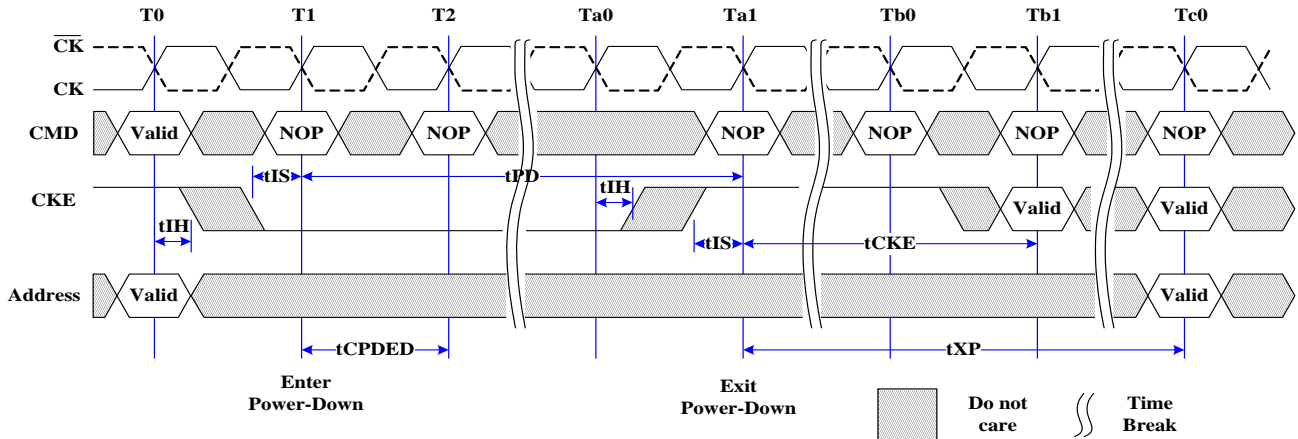 T0 T1 T2 Ta0 Ta1 Tb0 Tb1 Tc0
CK
CK
CMD Valid NOP NOP NOP NOP NOP NOP
tIS tPD tIH
CKE Valid Valid
tIH tIS tCKE
Address Valid Valid
tCPDED tXP
Enter
Power-Down
Exit
Power-Down
Do not
care
Time
Break